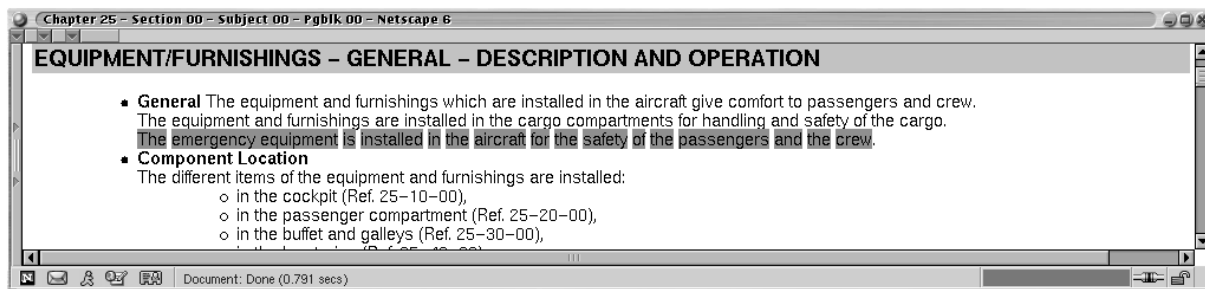 Chapter 25 – Section 00 – Subject 00 – Pgblk 00 – Netscape 6
EQUIPMENT/FURNISHINGS – GENERAL – DESCRIPTION AND OPERATION
General The equipment and furnishings which are installed in the aircraft give comfort to passengers and crew.
The equipment and furnishings are installed in the cargo compartments for handling and safety of the cargo.
The emergency equipment is installed in the aircraft for the safety of the passengers and the crew.
Component Location
The different items of the equipment and furnishings are installed:
in the cockpit (Ref. 25–10–00),
in the passenger compartment (Ref. 25–20–00),
in the buffet and galleys (Ref. 25–30–00),
Document: Done (0.791 secs)